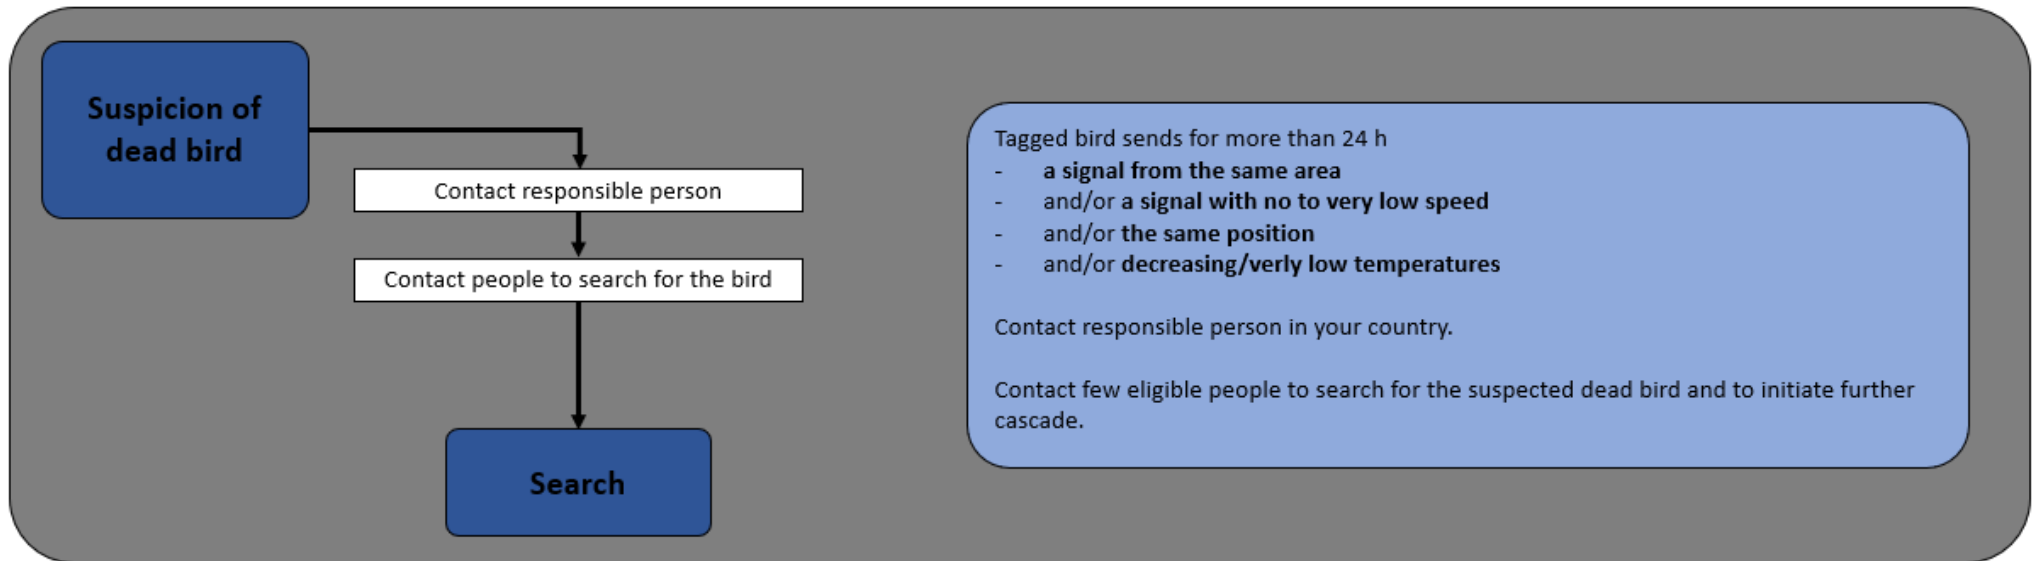 Suspicion of
dead bird
Contact responsible person
Contact people to search for the bird
Search
Tagged bird sends for more than 24 h
- a signal from the same area
- and/or a signal with no to very low speed
- and/or the same position
- and/or decreasing/verly low temperatures
Contact responsible person in your country.
Contact few eligible people to search for the suspected dead bird and to initiate further
cascade.